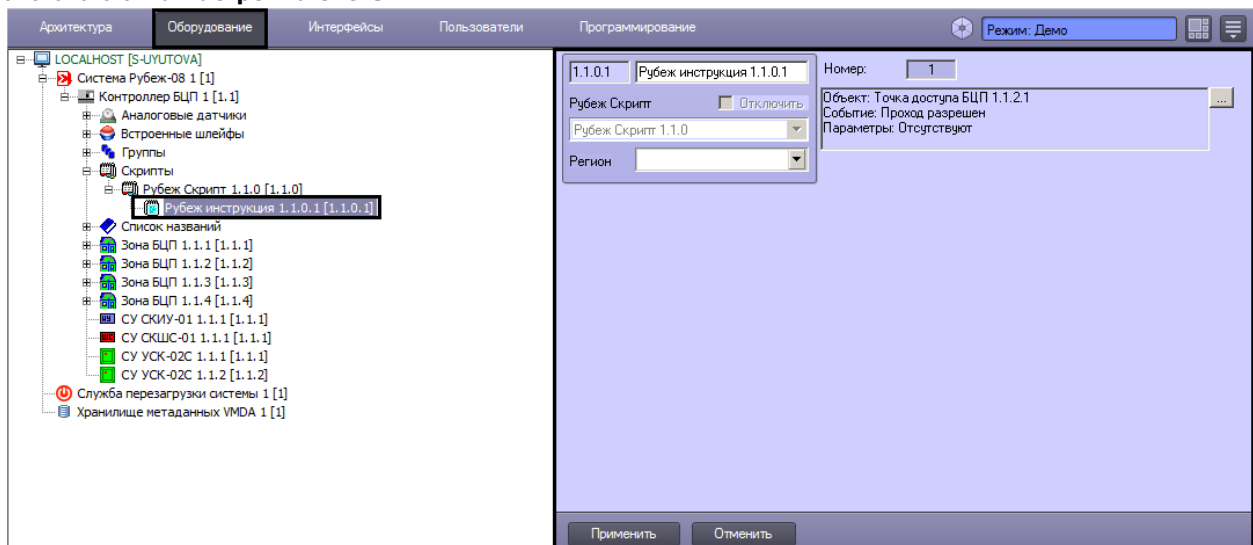 Архитектура Оборудование Интерфейсы Пользователи Программирование Режим: Демо
LOCALHOST [S-UYUTOVA]
Система Рубеж-08 1 [1]
Контроллер БЦП 1 [1.1]
Аналоговые датчики
Встроенные шлейфы
Группы
Скрипты
Рубеж Скрипт 1.1.0 [1.1.0]
Рубеж инструкция 1.1.0.1 [1.1.0.1]
Список названий
Зона БЦП 1.1.1 [1.1.1]
Зона БЦП 1.1.2 [1.1.2]
Зона БЦП 1.1.3 [1.1.3]
Зона БЦП 1.1.4 [1.1.4]
СУ СКИУ-01 1.1.1 [1.1.1]
СУ СКШС-01 1.1.1 [1.1.1]
СУ УСК-02С 1.1.1 [1.1.1]
СУ УСК-02С 1.1.2 [1.1.2]
Служба перезагрузки системы 1 [1]
Хранилище метаданных VMDA 1 [1]
1.1.0.1 Рубеж инструкция 1.1.0.1
Рубеж Скрипт Отключить
Рубеж Скрипт 1.1.0
Регион
Номер: 1
Объект: Точка доступа БЦП 1.1.2.1
Событие: Проход разрешен
Параметры: Отсутствуют
...
Применить Отменить